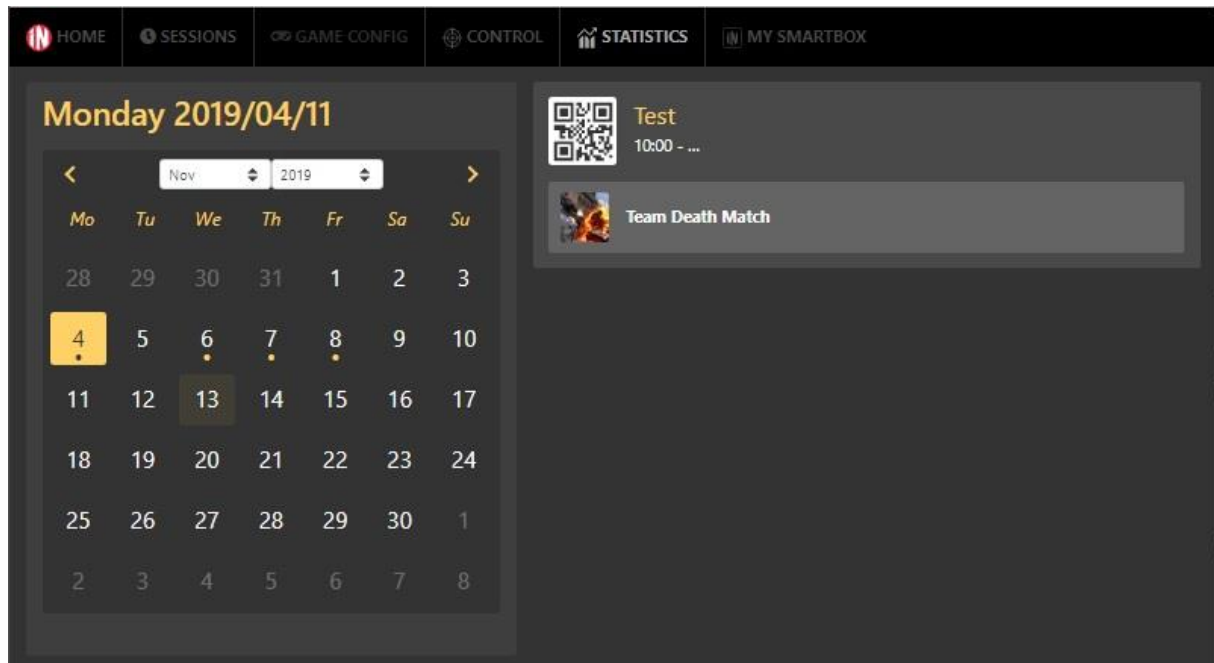 IN HOME SESSIONS GAME CONFIG CONTROL STATISTICS IN MY SMARTBOX
Monday 2019/04/11
Nov 2019
Mo Tu We Th Fr Sa Su
28 29 30 31 1 2 3
4 5 6 7 8 9 10
11 12 13 14 15 16 17
18 19 20 21 22 23 24
25 26 27 28 29 30 1
2 3 4 5 6 7 8
Test
10:00 - ...
Team Death Match